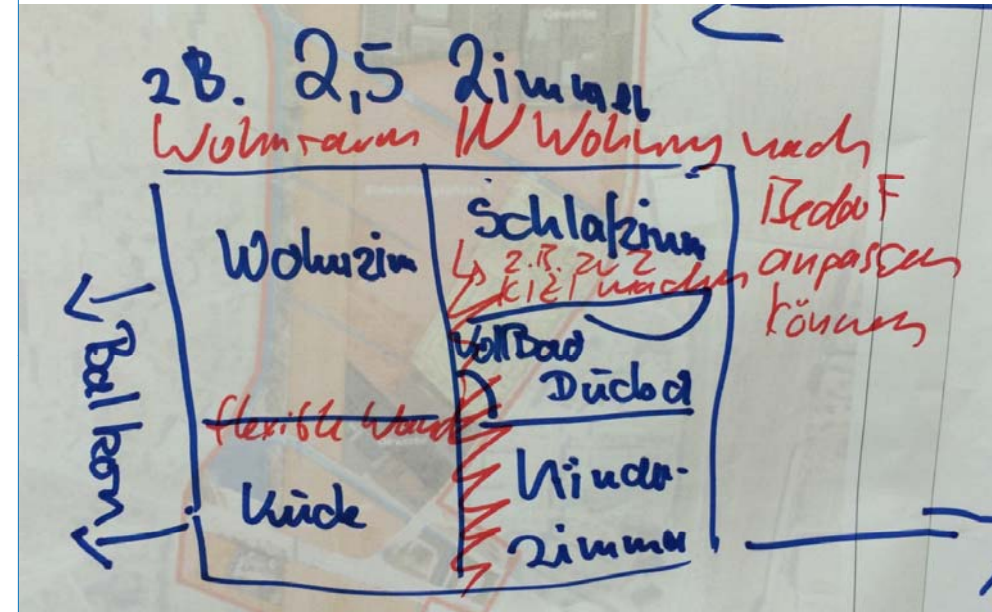 z.B. 2,5 Zimmer
Wohnraum IN Wohnung nach
Bedarf
anpassen
können
Wohnzim
Schlafzimm
↳ z.B. zu 2
KiZi machen
VollBad
Duschbad
flexible Wand
Küche
Kinder-
zimmer
← Balkon →